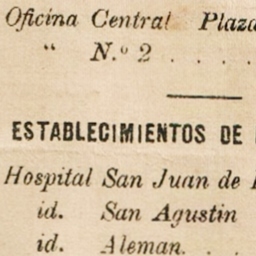 Oficina Central Plaza
“ N.º 2 . . . .
ESTABLECIMIENTOS DE
Hospital San Juan de
id. San Agustin
id. Aleman. . .